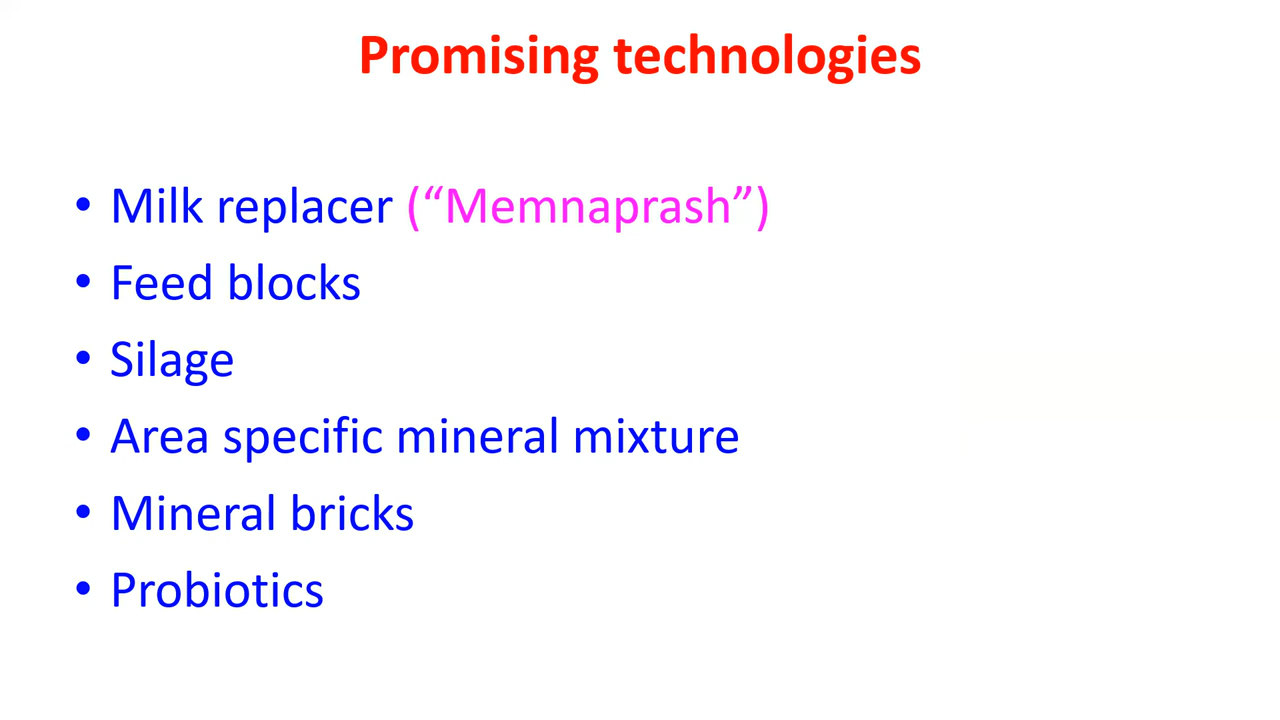 Promising technologies
• Milk replacer (“Memnaprash”)
• Feed blocks
• Silage
• Area specific mineral mixture
• Mineral bricks
• Probiotics